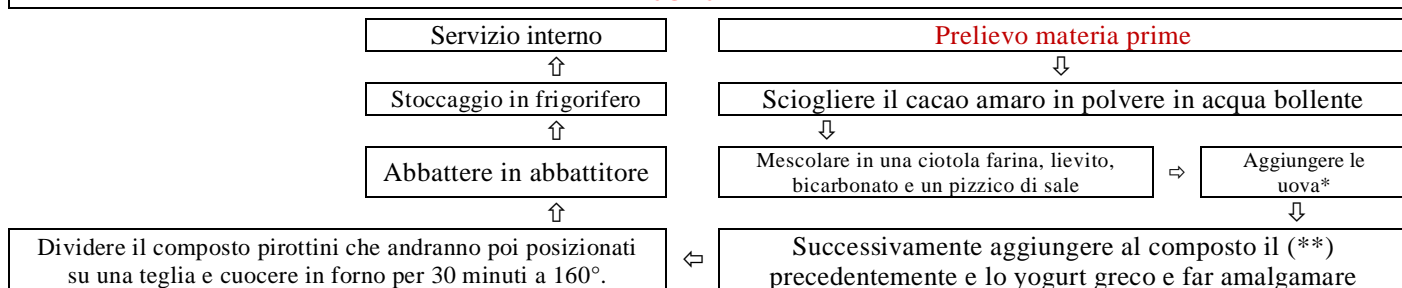 Servizio interno
Prelievo materia prime
Stoccaggio in frigorifero
Sciogliere il cacao amaro in polvere in acqua bollente
Abbattere in abbattitore
Mescolare in una ciotola farina, lievito,
bicarbonato e un pizzico di sale
Aggiungere le
uova*
Dividere il composto pirottini che andranno poi posizionati
su una teglia e cuocere in forno per 30 minuti a 160°.
Successivamente aggiungere al composto il (**)
precedentemente e lo yogurt greco e far amalgamare